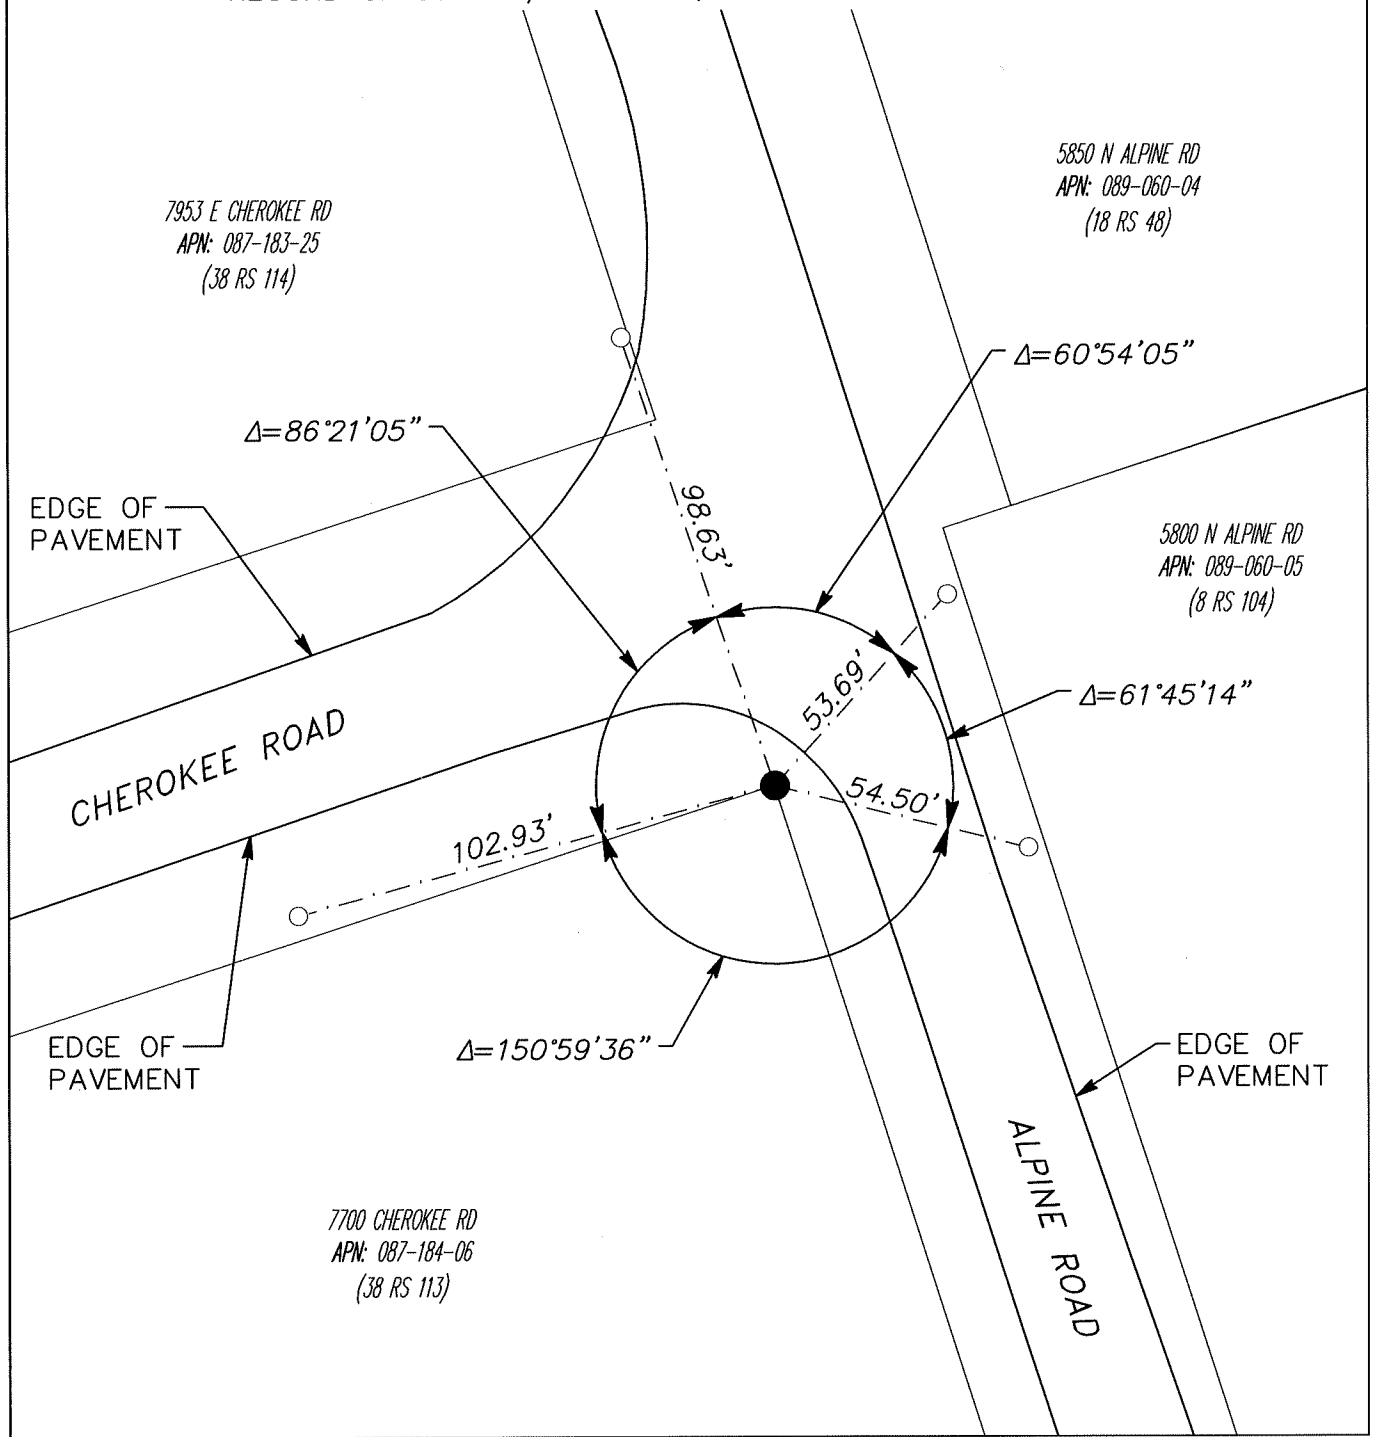 5850 N ALPINE RD
APN: 089-060-04
(18 RS 48)
7953 E CHEROKEE RD
APN: 087-183-25
(38 RS 114)
Δ=60°54'05"
Δ=86°21'05"
EDGE OF
PAVEMENT
98.63'
5800 N ALPINE RD
APN: 089-060-05
(8 RS 104)
53.69'
Δ=61°45'14"
CHEROKEE ROAD
54.50'
102.93'
EDGE OF
PAVEMENT
Δ=150°59'36"
EDGE OF
PAVEMENT
ALPINE ROAD
7700 CHEROKEE RD
APN: 087-184-06
(38 RS 113)